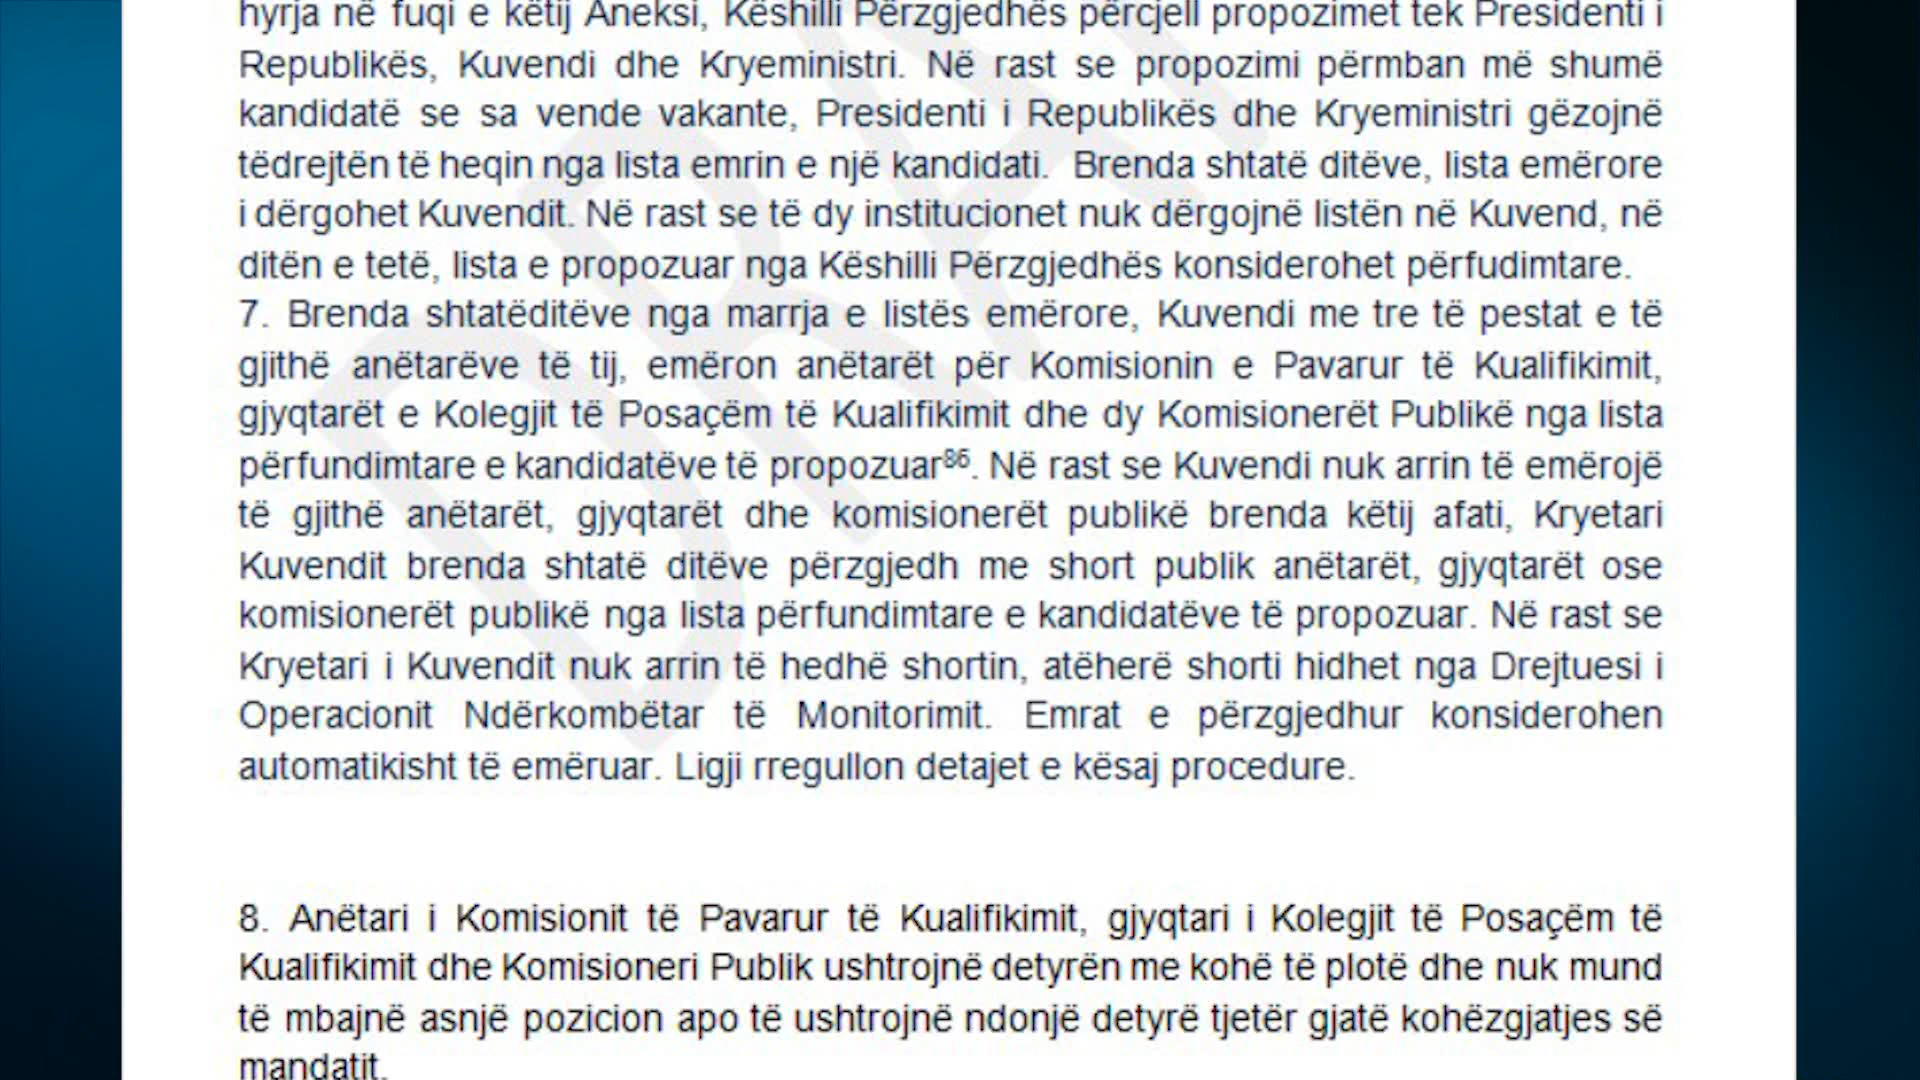 hyrja në fuqi e këtij Aneksi, Këshilli Përzgjedhës përcjell propozimet tek Presidenti i
Republikës, Kuvendi dhe Kryeministri. Në rast se propozimi përmban më shumë
kandidatë se sa vende vakante, Presidenti i Republikës dhe Kryeministri gëzojnë
tëdrejtën të heqin nga lista emrin e një kandidati. Brenda shtatë ditëve, lista emërore
i dërgohet Kuvendit. Në rast se të dy institucionet nuk dërgojnë listën në Kuvend, në
ditën e tetë, lista e propozuar nga Këshilli Përzgjedhës konsiderohet përfudimtare.
7. Brenda shtatëditëve nga marrja e listës emërore, Kuvendi me tre të pestat e të
gjithë anëtarëve të tij, emëron anëtarët për Komisionin e Pavarur të Kualifikimit,
gjyqtarët e Kolegjit të Posaçëm të Kualifikimit dhe dy Komisionerët Publikë nga lista
përfundimtare e kandidatëve të propozuar86. Në rast se Kuvendi nuk arrin të emërojë
të gjithë anëtarët, gjyqtarët dhe komisionerët publikë brenda këtij afati, Kryetari
Kuvendit brenda shtatë ditëve përzgjedh me short publik anëtarët, gjyqtarët ose
komisionerët publikë nga lista përfundimtare e kandidatëve të propozuar. Në rast se
Kryetari i Kuvendit nuk arrin të hedhë shortin, atëherë shorti hidhet nga Drejtuesi i
Operacionit Ndërkombëtar të Monitorimit. Emrat e përzgjedhur konsiderohen
automatikisht të emëruar. Ligji rregullon detajet e kësaj procedure.
8. Anëtari i Komisionit të Pavarur të Kualifikimit, gjyqtari i Kolegjit të Posaçëm të
Kualifikimit dhe Komisioneri Publik ushtrojnë detyrën me kohë të plotë dhe nuk mund
të mbajnë asnjë pozicion apo të ushtrojnë ndonjë detyrë tjetër gjatë kohëzgjatjes së
mandatit.